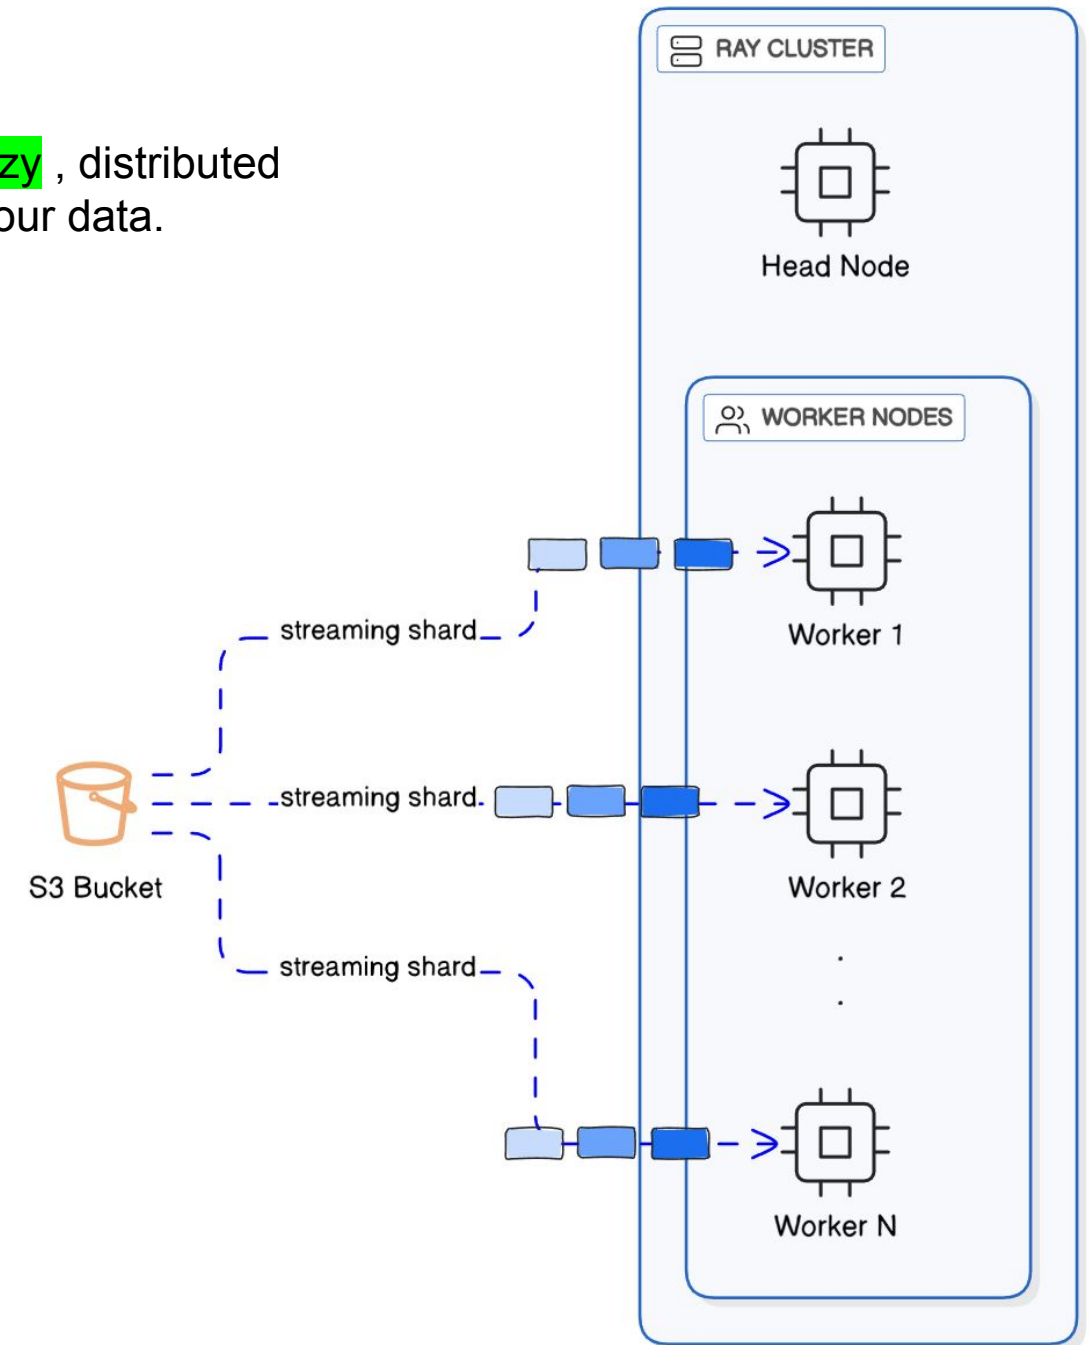 RAY CLUSTER
zy , distributed
our data.
Head Node
WORKER NODES
streaming shard
Worker 1
streaming shard
S3 Bucket
Worker 2
.
.
streaming shard
Worker N